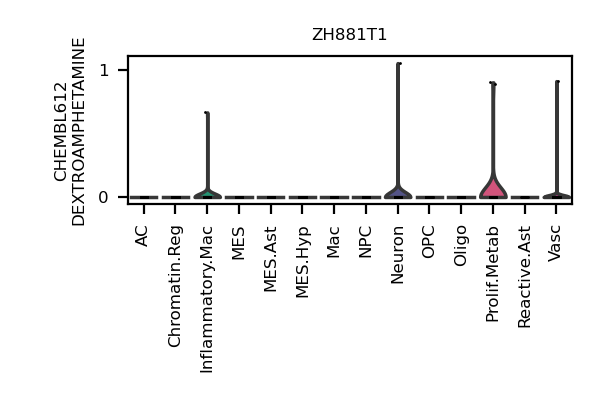 ZH881T1
CHEMBL612
DEXTROAMPHETAMINE
1
0
AC
Chromatin.Reg
Inflammatory.Mac
MES
MES.Ast
MES.Hyp
Mac
NPC
Neuron
OPC
Oligo
Prolif.Metab
Reactive.Ast
Vasc